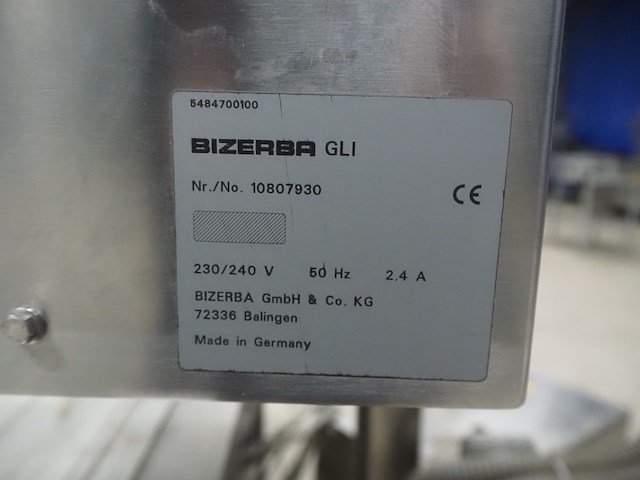 5484700100
BIZERBA GLI
Nr./No. 10807930
CE
230/240 V 50 Hz 2,4 A
BIZERBA GmbH & Co. KG
72336 Balingen
Made in Germany